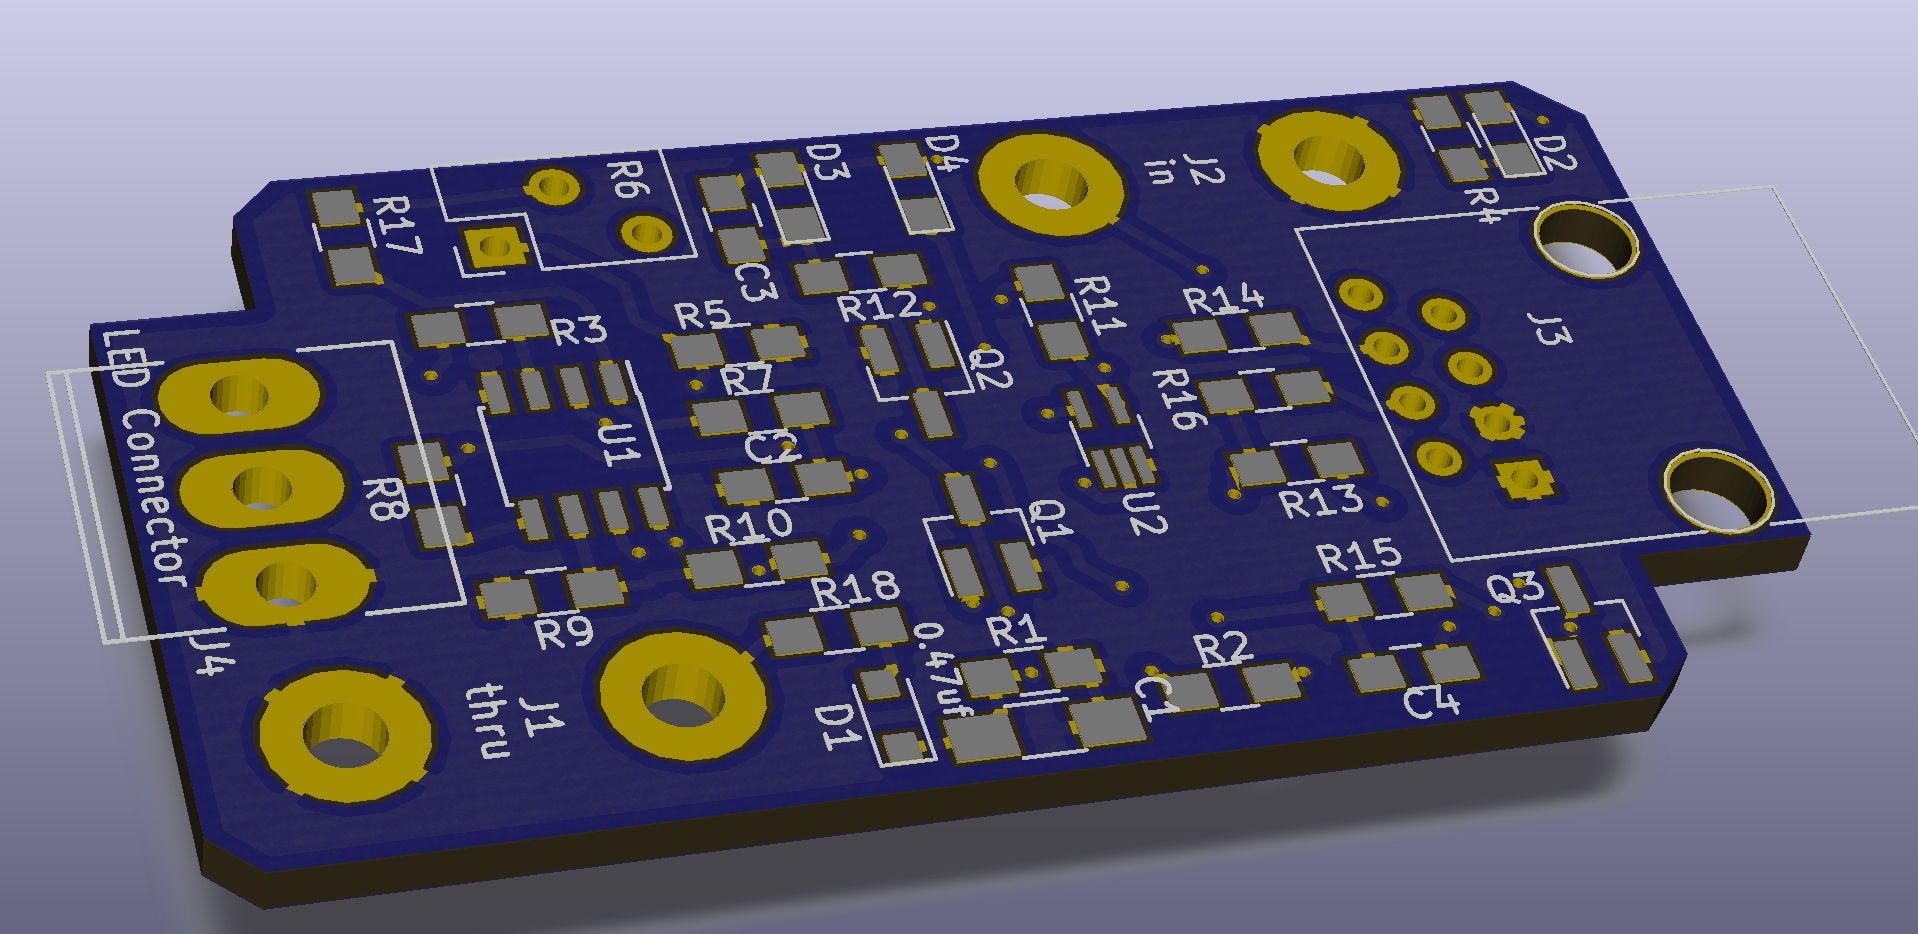 D2
R4
D4
D3
R6
J2
in
R17
C3
R12
R11
R14
J3
R5
R3
Q2
R7
R16
LED Connector
U1
C2
R8
R13
U2
Q1
R10
R15
Q3
R18
R9
R1
R2
J4
0.47uf
C1
C4
D1
J1
thru